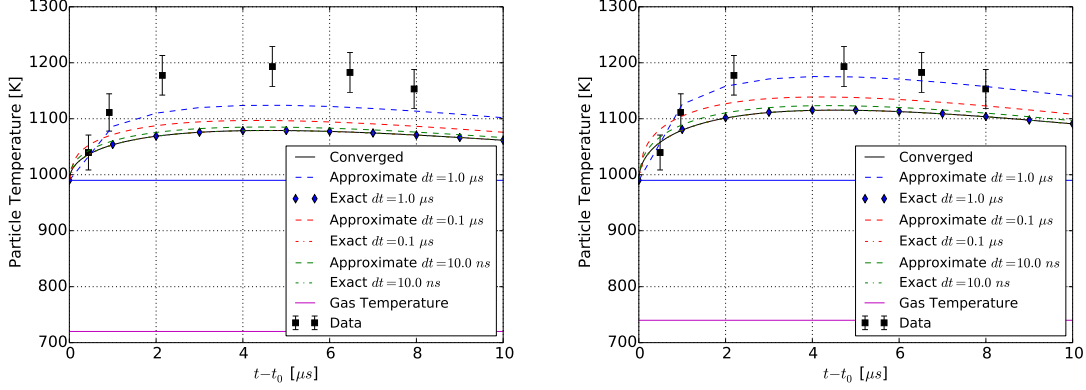 1300
1200
1100
1000
900
800
700
0
2
4
6
8
10
Particle Temperature [K]
t−t₀ [μs]
Converged
Approximate dt=1.0 μs
Exact dt=1.0 μs
Approximate dt=0.1 μs
Exact dt=0.1 μs
Approximate dt=10.0 ns
Exact dt=10.0 ns
Gas Temperature
Data
1300
1200
1100
1000
900
800
700
0
2
4
6
8
10
Particle Temperature [K]
t−t₀ [μs]
Converged
Approximate dt=1.0 μs
Exact dt=1.0 μs
Approximate dt=0.1 μs
Exact dt=0.1 μs
Approximate dt=10.0 ns
Exact dt=10.0 ns
Gas Temperature
Data